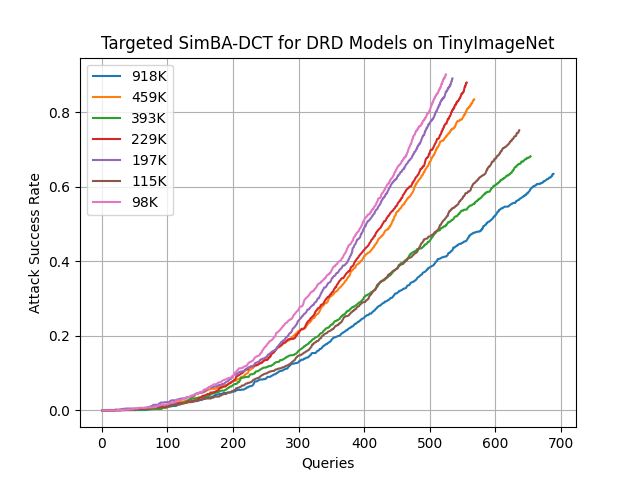 Targeted SimBA-DCT for DRD Models on TinyImageNet
918K
459K
393K
229K
197K
115K
98K
Attack Success Rate
0.8
0.6
0.4
0.2
0.0
0 100 200 300 400 500 600 700
Queries